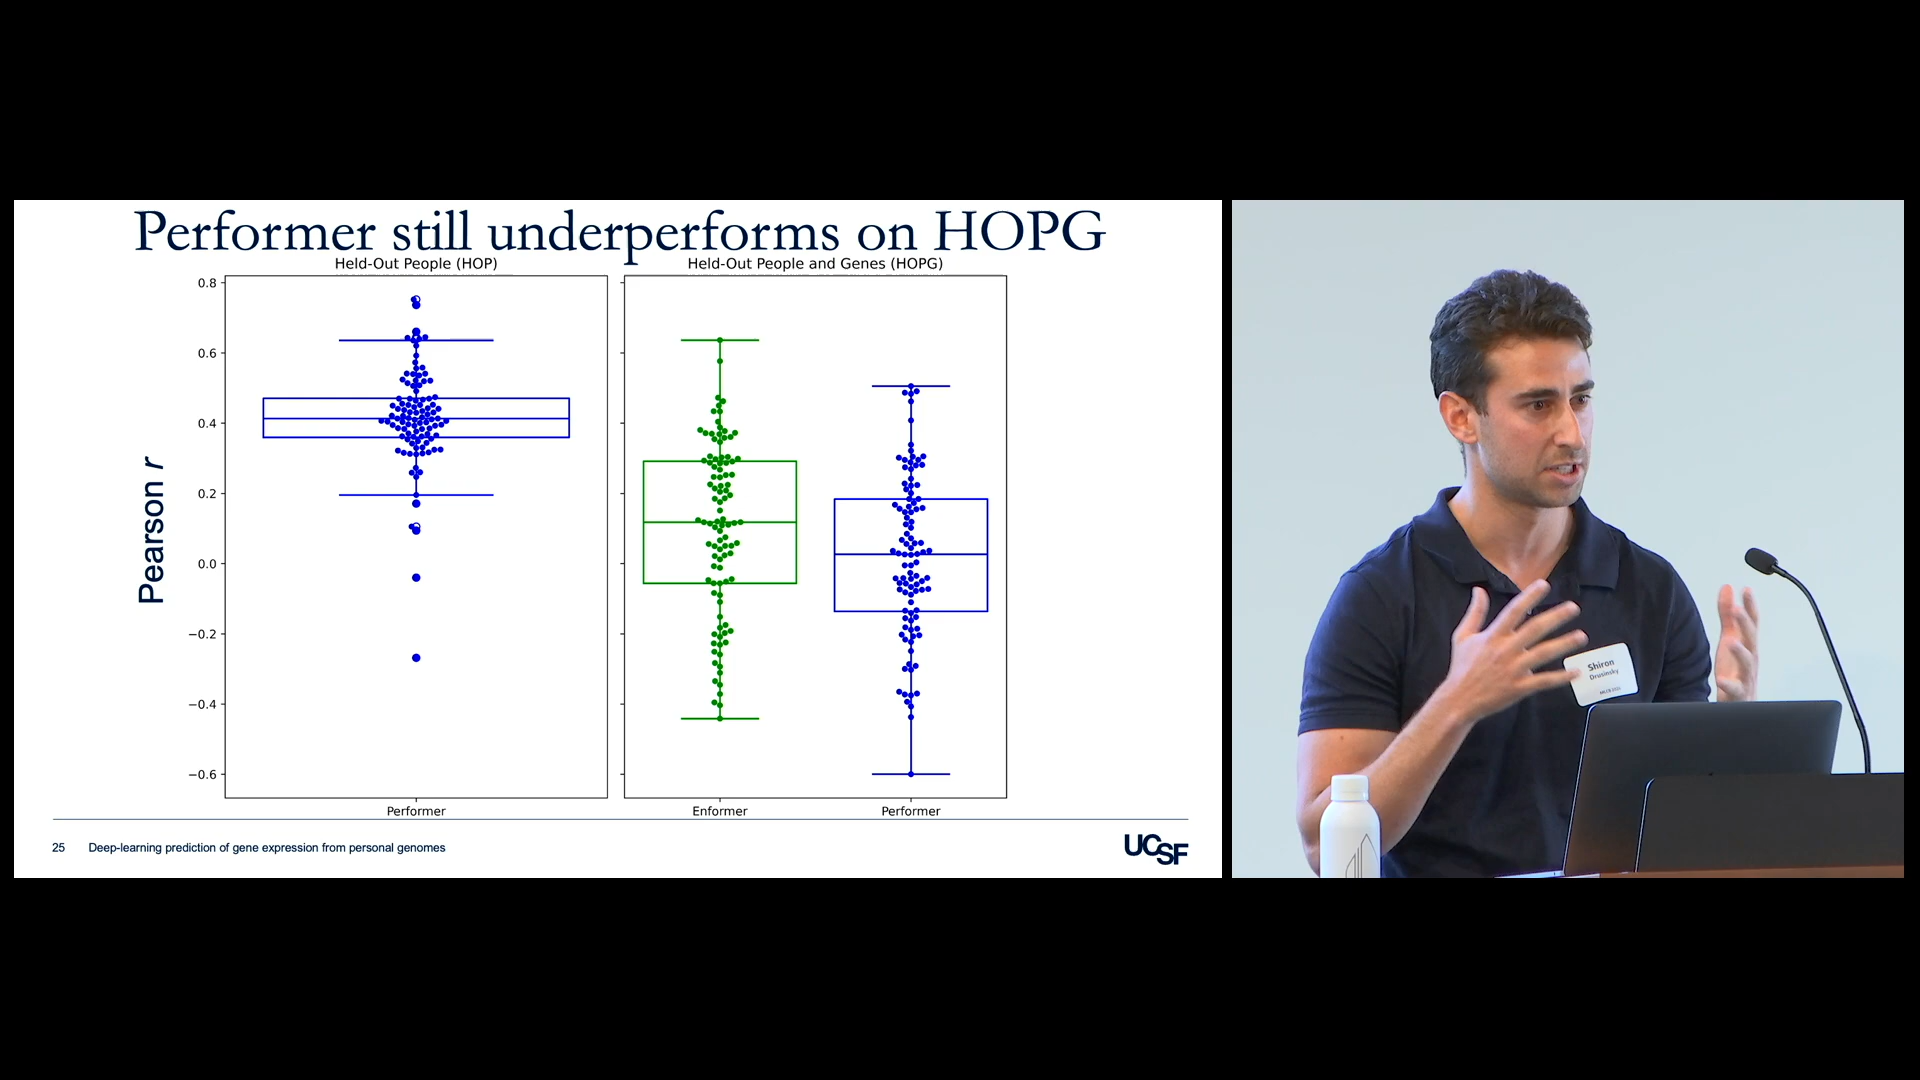 Performer still underperforms on HOPG
Held-Out People (HOP)
Held-Out People and Genes (HOPG)
Pearson r
0.8
0.6
0.4
0.2
0.0
−0.2
−0.4
−0.6
Performer
Enformer
Performer
25
Deep-learning prediction of gene expression from personal genomes
UCSF
Shiron
Drusinsky